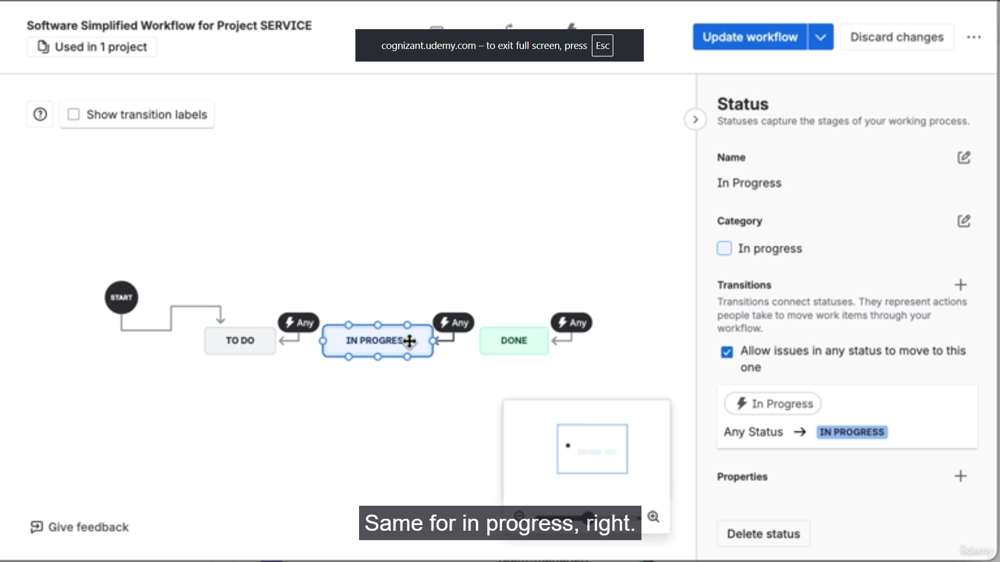 Software Simplified Workflow for Project SERVICE
Used in 1 project
cognizant.udemy.com – to exit full screen, press Esc
Update workflow
Discard changes
Show transition labels
Status
Statuses capture the stages of your working process.
Name
In Progress
Category
In progress
Transitions
Transitions connect statuses. They represent actions
people take to move work items through your
workflow.
Allow issues in any status to move to this
one
In Progress
Any Status → IN PROGRESS
Properties
Delete status
START
Any
Any
Any
TO DO
IN PROGRES
DONE
Give feedback
Same for in progress, right.
ûdemy